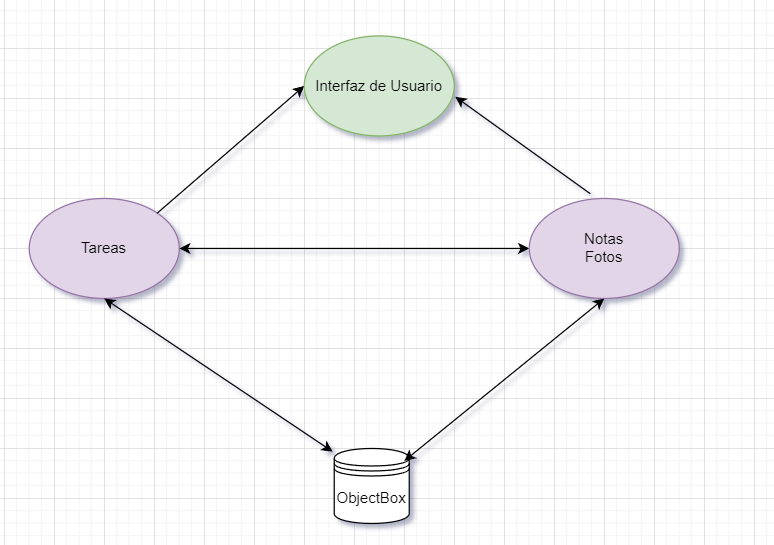 Interfaz de Usuario
Tareas
Notas
Fotos
ObjectBox